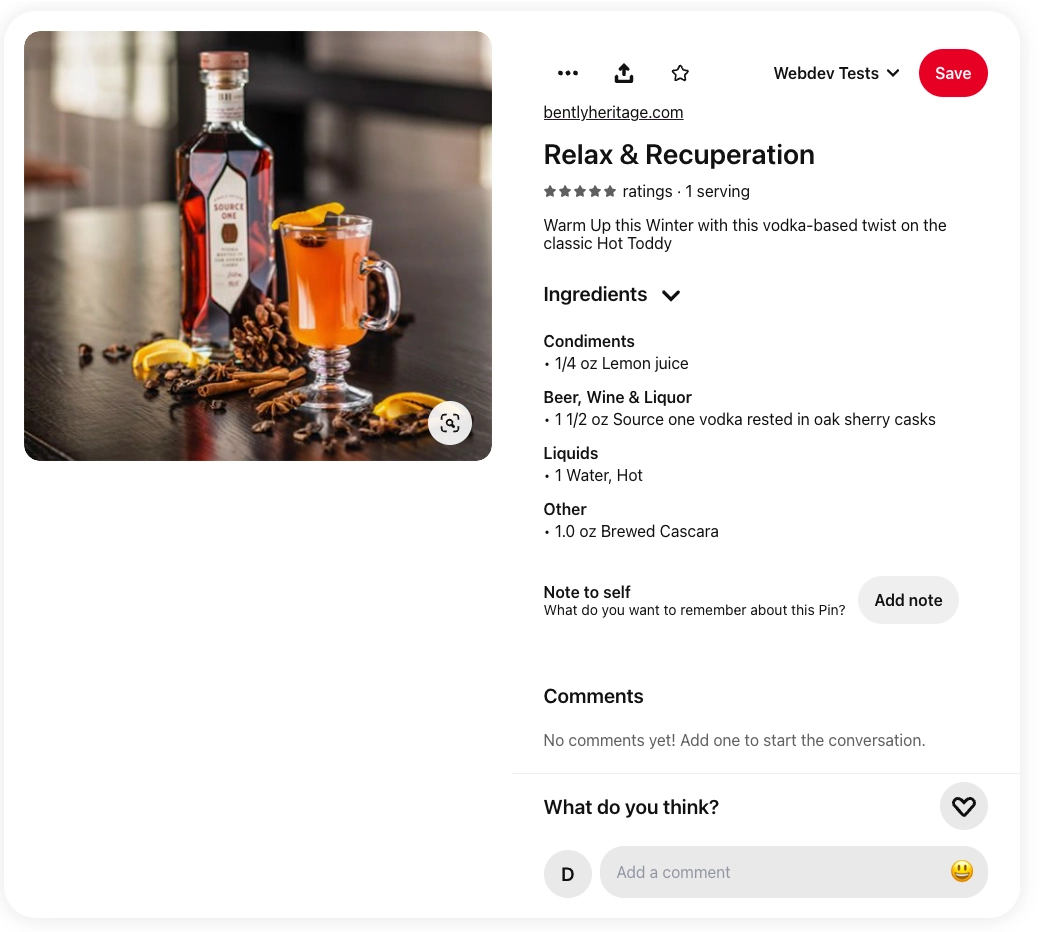 SOURCE
ONE
Webdev Tests
Save
bentlyheritage.com
Relax & Recuperation
ratings · 1 serving
Warm Up this Winter with this vodka-based twist on the
classic Hot Toddy
Ingredients
Condiments
• 1/4 oz Lemon juice
Beer, Wine & Liquor
• 1 1/2 oz Source one vodka rested in oak sherry casks
Liquids
• 1 Water, Hot
Other
• 1.0 oz Brewed Cascara
Note to self
What do you want to remember about this Pin?
Add note
Comments
No comments yet! Add one to start the conversation.
What do you think?
D
Add a comment